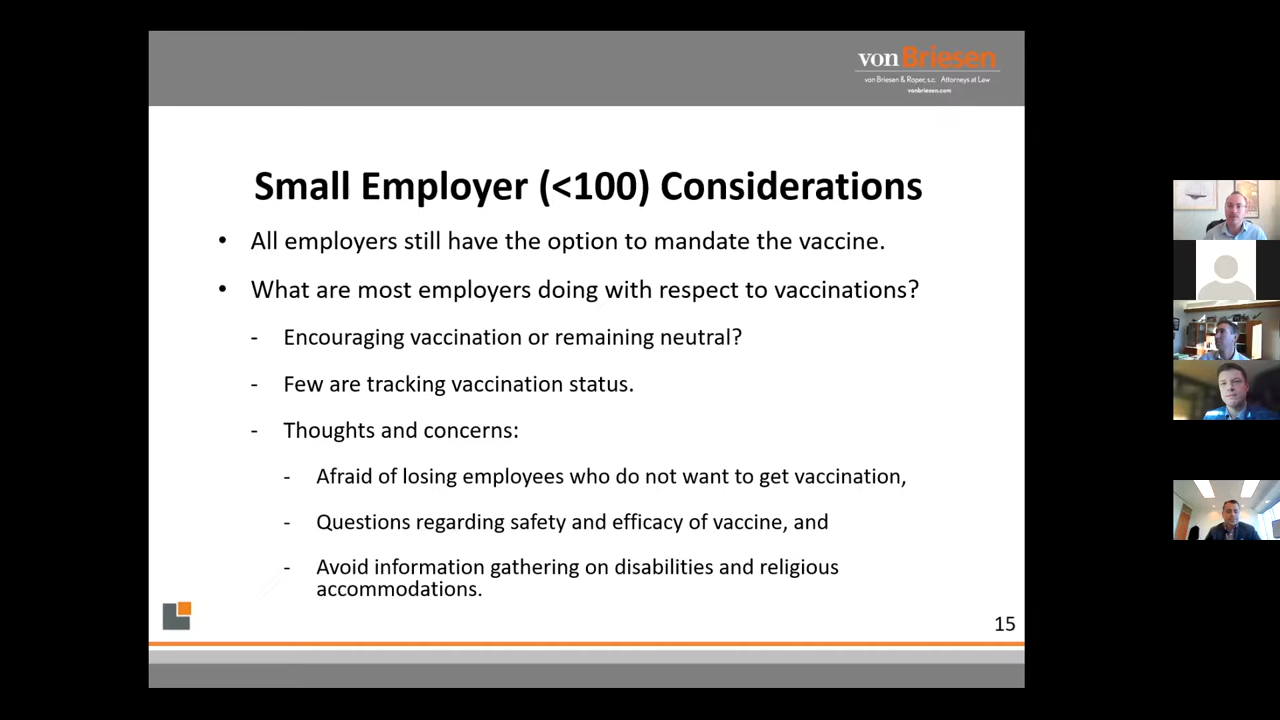 von Briesen
von Briesen & Roper, s.c. Attorneys at Law
vonbriesen.com
Small Employer (<100) Considerations
• All employers still have the option to mandate the vaccine.
• What are most employers doing with respect to vaccinations?
- Encouraging vaccination or remaining neutral?
- Few are tracking vaccination status.
- Thoughts and concerns:
- Afraid of losing employees who do not want to get vaccination,
- Questions regarding safety and efficacy of vaccine, and
- Avoid information gathering on disabilities and religious
accommodations.
15